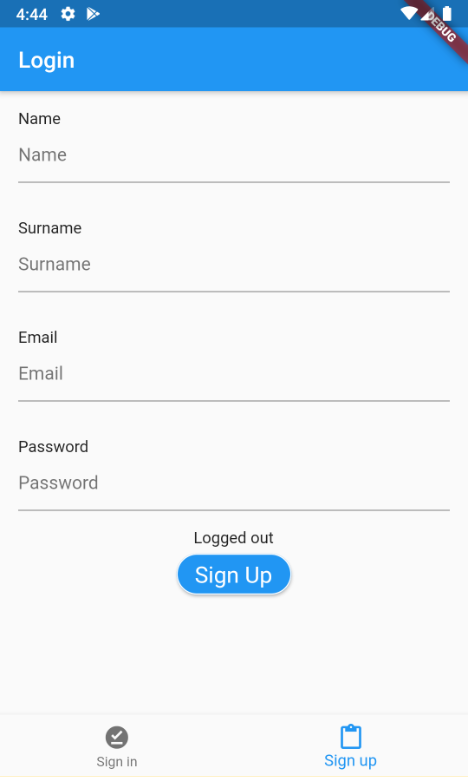 4:44
DEBUG
Login
Name
Name
Surname
Surname
Email
Email
Password
Password
Logged out
Sign Up
Sign in
Sign up